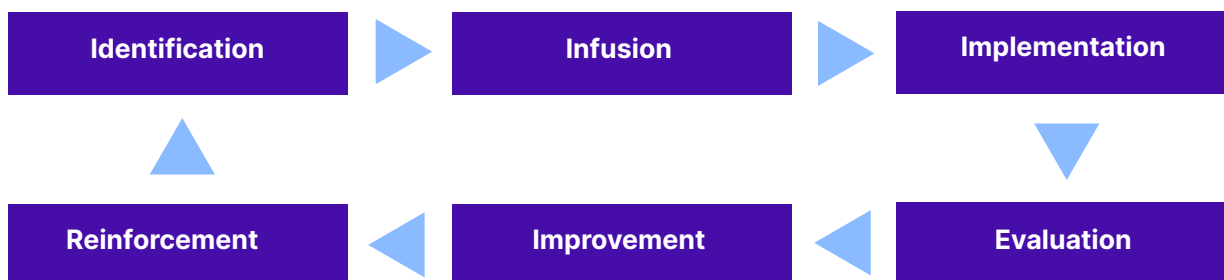 Identification
Infusion
Implementation
Reinforcement
Improvement
Evaluation